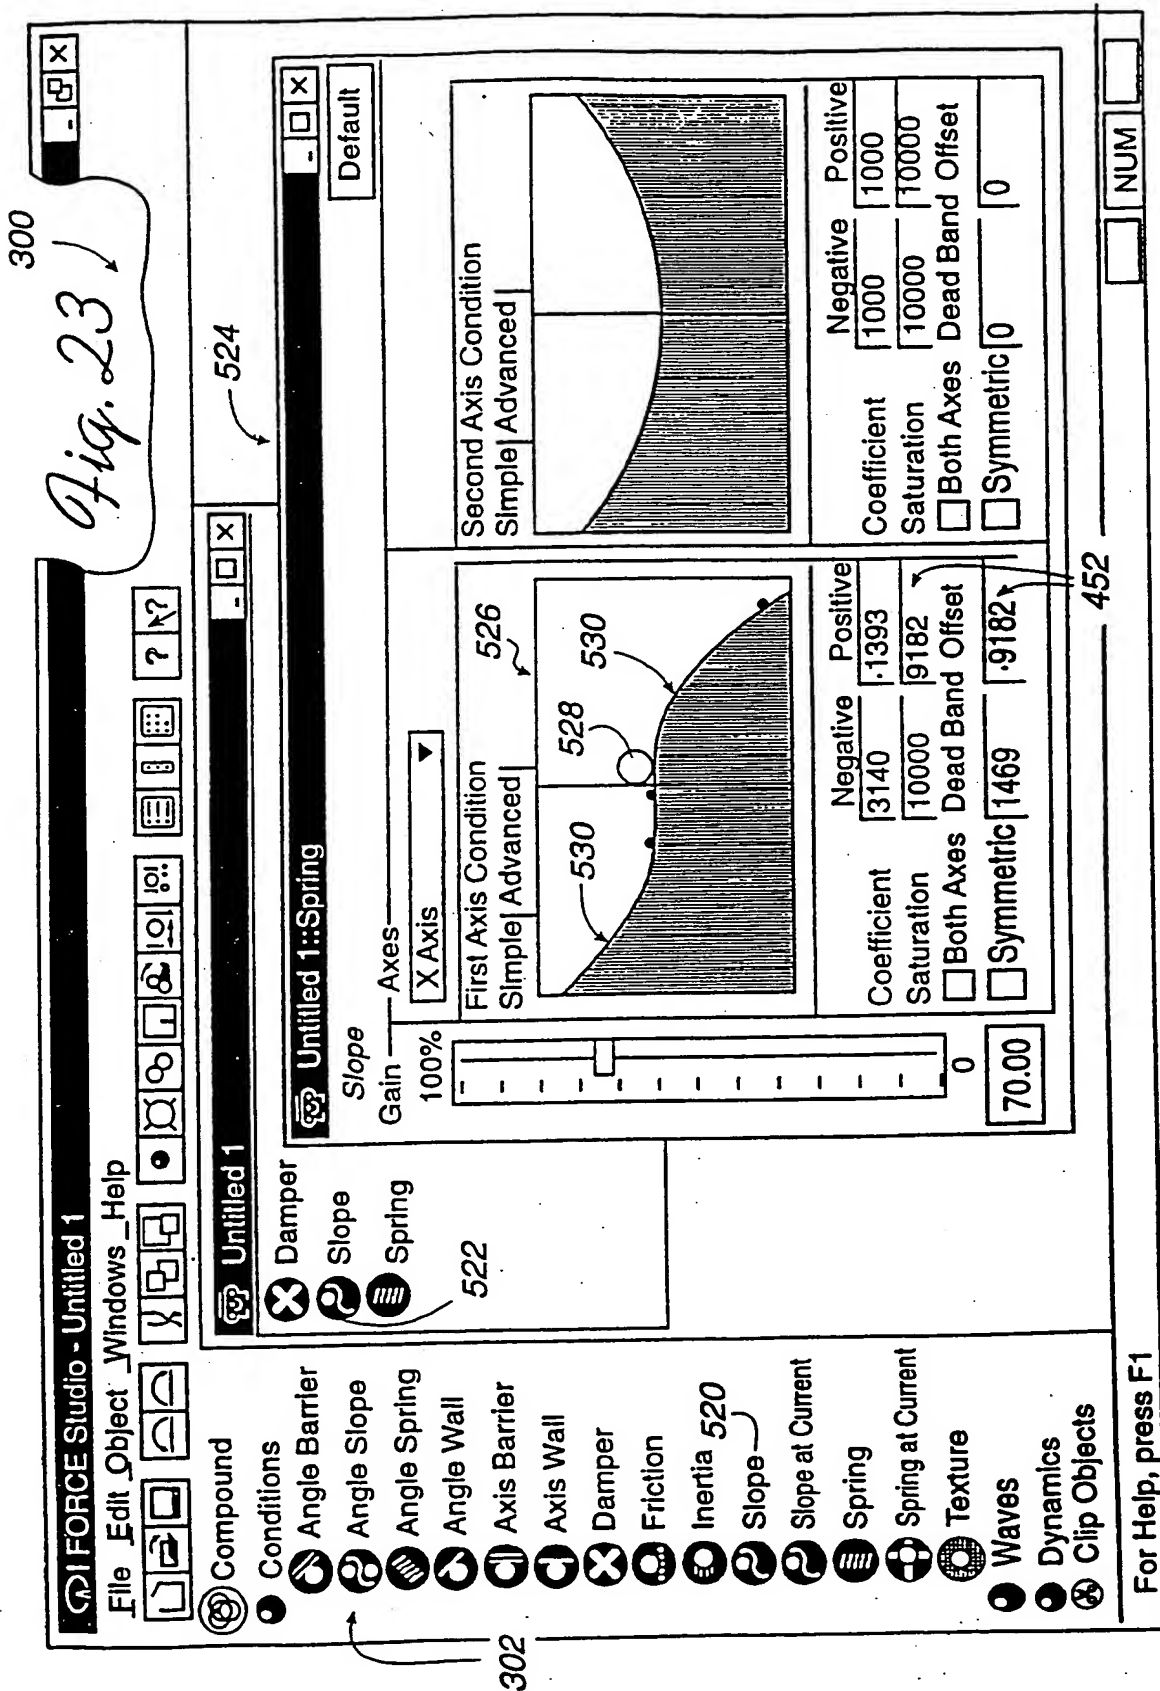 Fig. 23
300
I FORCE Studio - Untitled 1
File Edit Object Windows Help
? ?
Compound
Conditions
Angle Barrier
Angle Slope
Angle Spring
Angle Wall
Axis Barrier
Axis Wall
Damper
Friction
Inertia
520
Slope
Slope at Current
Spring
Spring at Current
Texture
Waves
Dynamics
Clip Objects
302
Untitled 1
Damper
Slope
Spring
522
524
Untitled 1::Spring
Slope
Default
Gain
100%
0
70.00
Axes
X Axis
First Axis Condition
Simple Advanced
526
528
530
530
Negative Positive
Coefficient 3140 -1393
Saturation 10000 9182
Both Axes Dead Band Offset
Symmetric 1469 -9182
452
Second Axis Condition
Simple Advanced
Negative Positive
Coefficient 1000 1000
Saturation 10000 10000
Both Axes Dead Band Offset
Symmetric 0 0
For Help, press F1
NUM